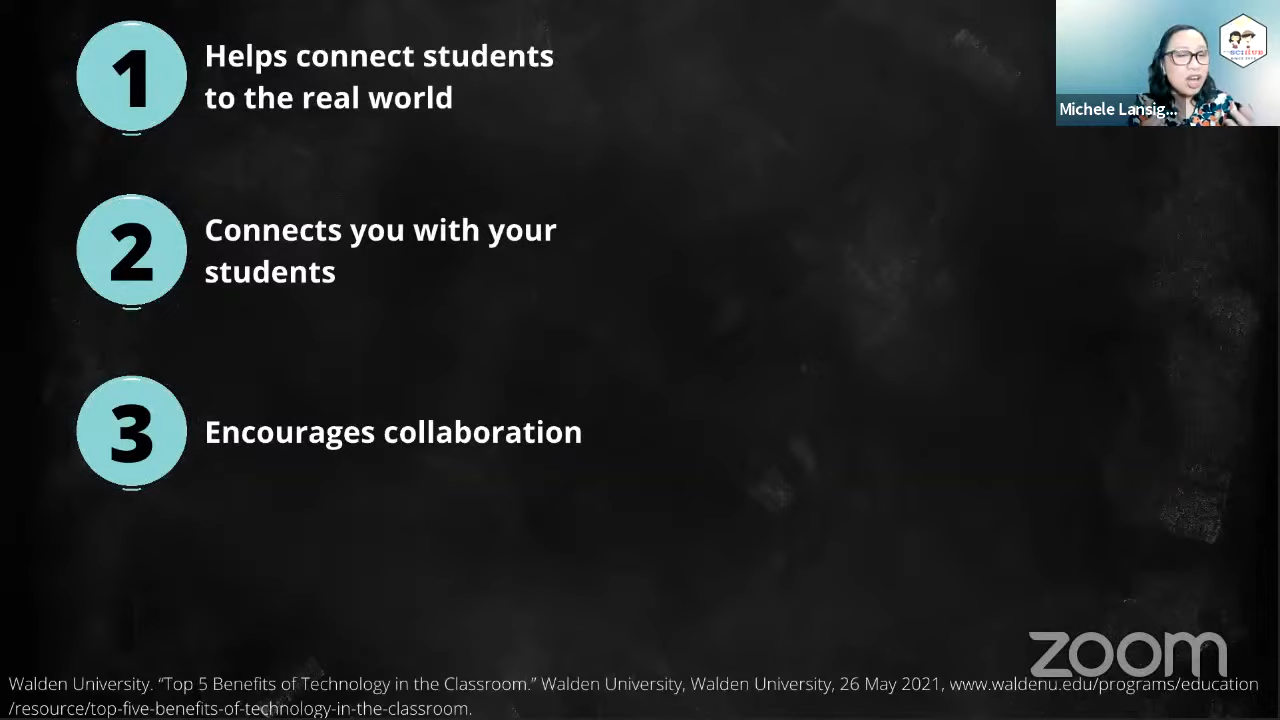 1
Helps connect students
to the real world
Michele Lansig...
SCIHUB
2
Connects you with your
students
3
Encourages collaboration
zoom
Walden University. “Top 5 Benefits of Technology in the Classroom.” Walden University, Walden University, 26 May 2021, www.waldenu.edu/programs/education
/resource/top-five-benefits-of-technology-in-the-classroom.